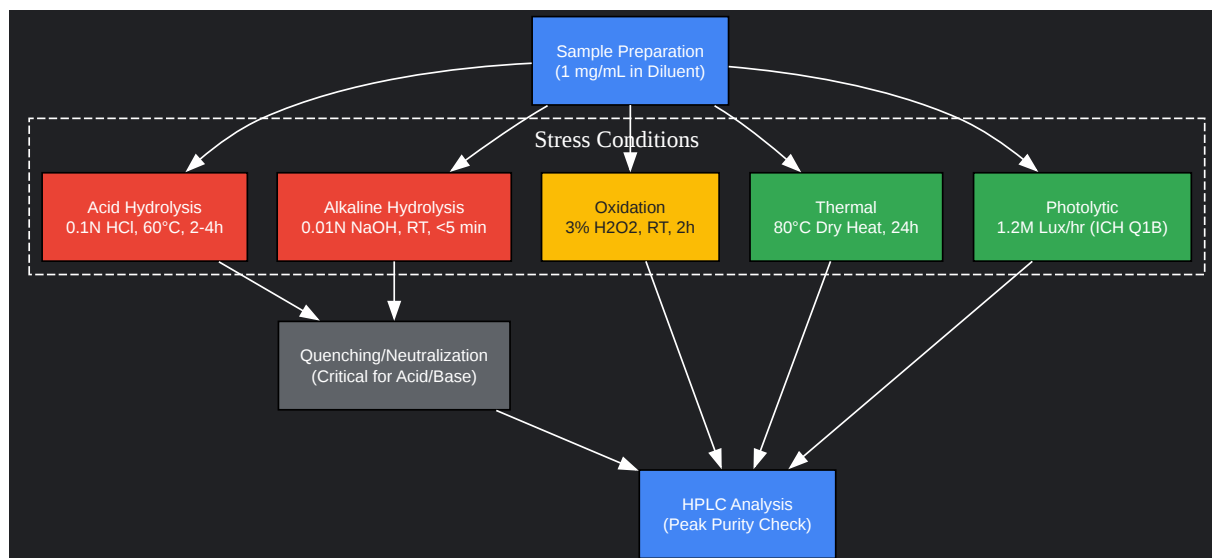 Sample Preparation
(1 mg/mL in Diluent)
Stress Conditions
Acid Hydrolysis
0.1N HCl, 60°C, 2-4h
Alkaline Hydrolysis
0.01N NaOH, RT, <5 min
Oxidation
3% H2O2, RT, 2h
Thermal
80°C Dry Heat, 24h
Photolytic
1.2M Lux/hr (ICH Q1B)
Quenching/Neutralization
(Critical for Acid/Base)
HPLC Analysis
(Peak Purity Check)